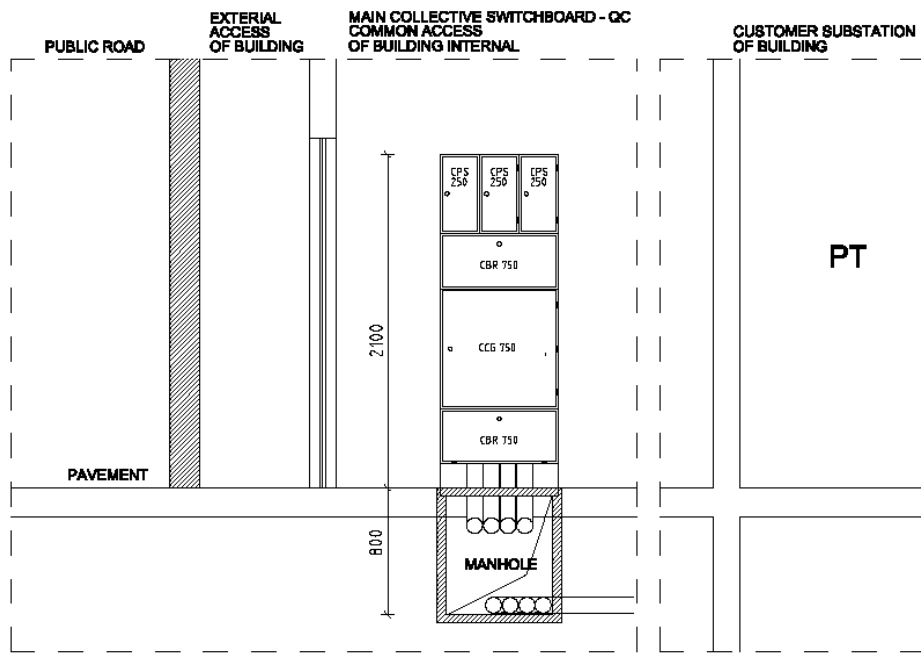 PUBLIC ROAD
EXTERIAL
ACCESS
OF BUILDING
MAIN COLLECTIVE SWITCHBOARD - QC
COMMON ACCESS
OF BUILDING INTERNAL
CUSTOMER SUBSTATION
OF BUILDING
CPS
250
CPS
250
CPS
250
CBR 750
PT
2100
CCG 750
CBR 750
PAVEMENT
800
MANHOLE